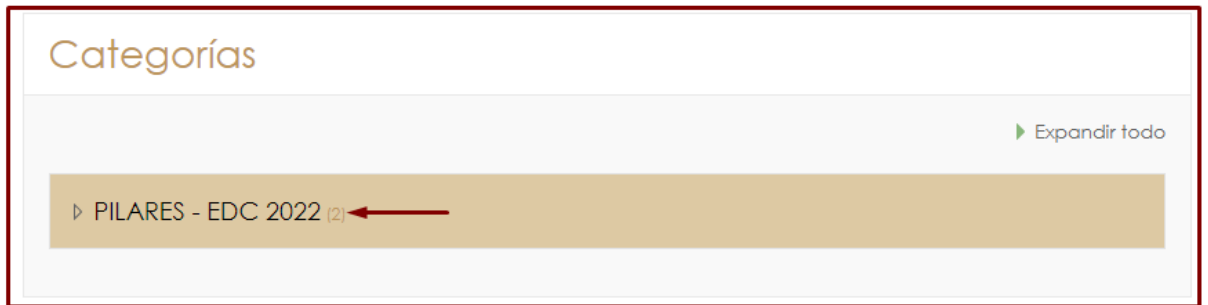 Categorías
Expandir todo
PILARES - EDC 2022 (2)